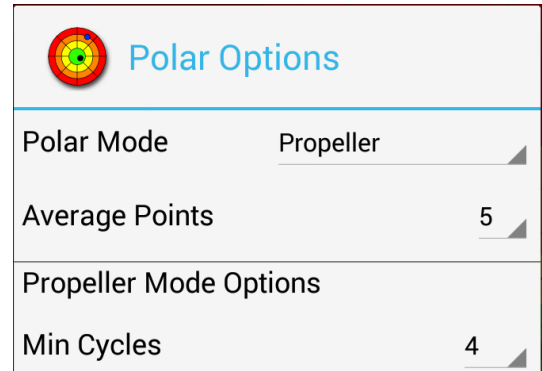 Polar Options
Polar Mode Propeller
Average Points 5
Propeller Mode Options
Min Cycles 4